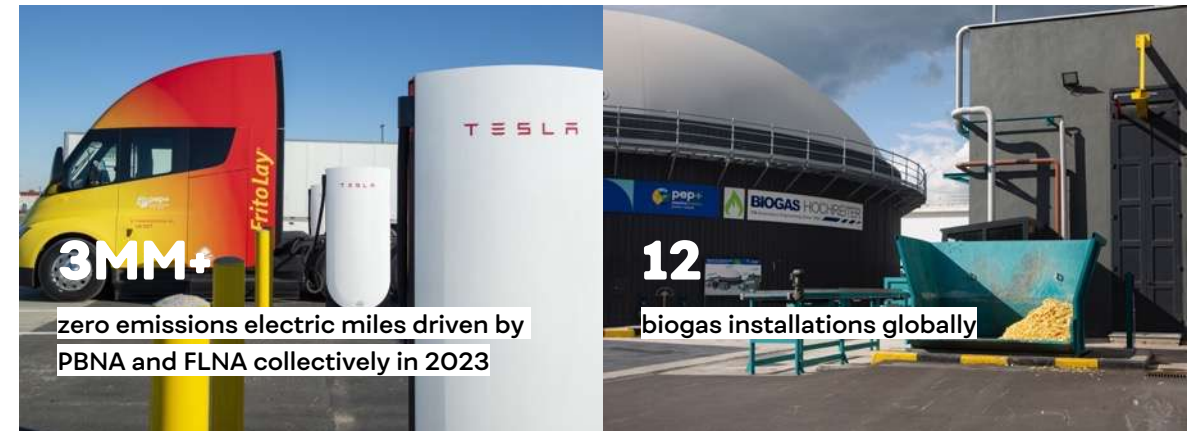 TESLA
TESLA
FritoLay
pep+
3MM+
zero emissions electric miles driven by
PBNA and FLNA collectively in 2023
pep+
BIOGAS HOCHREITER
12
biogas installations globally